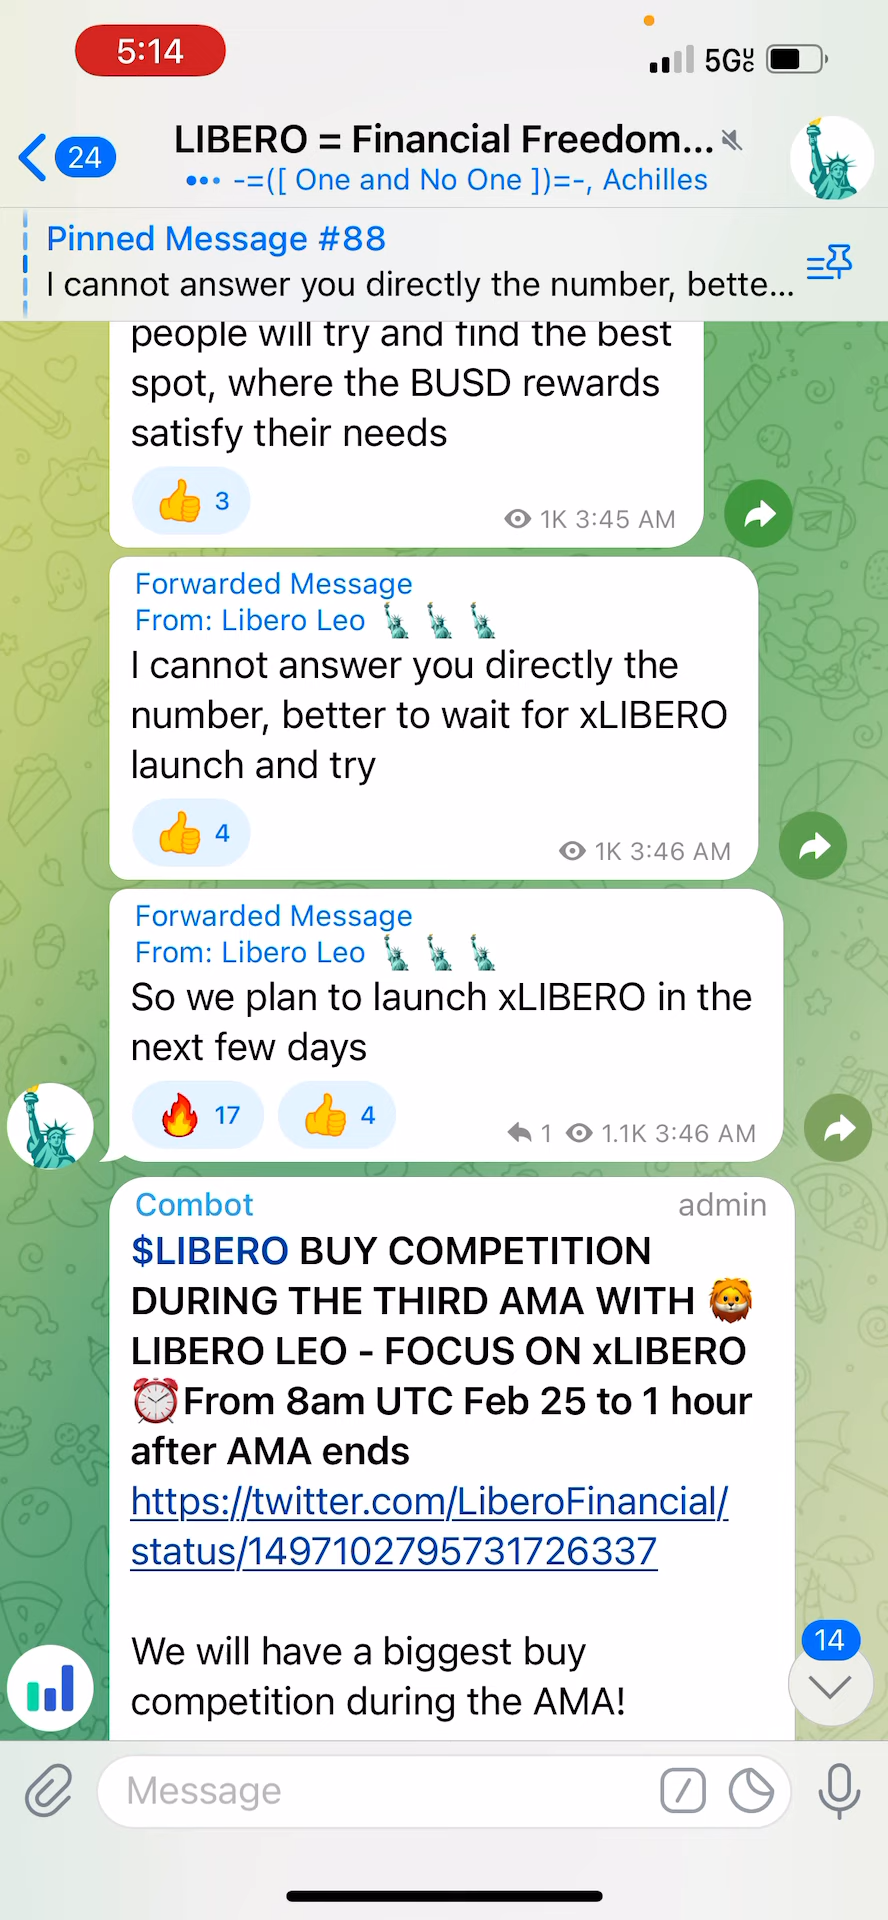 5:14
5G UC
24
LIBERO = Financial Freedom...
-=([ One and No One ])=-, Achilles
Pinned Message #88
I cannot answer you directly the number, bette...
people will try and find the best
spot, where the BUSD rewards
satisfy their needs
3
1K 3:45 AM
Forwarded Message
From: Libero Leo
I cannot answer you directly the
number, better to wait for xLIBERO
launch and try
4
1K 3:46 AM
Forwarded Message
From: Libero Leo
So we plan to launch xLIBERO in the
next few days
17
4
1
1.1K 3:46 AM
Combot
admin
$LIBERO BUY COMPETITION
DURING THE THIRD AMA WITH 🦁
LIBERO LEO - FOCUS ON xLIBERO
⏰From 8am UTC Feb 25 to 1 hour
after AMA ends
https://twitter.com/LiberoFinancial/
status/1497102795731726337
We will have a biggest buy
competition during the AMA!
14
Message